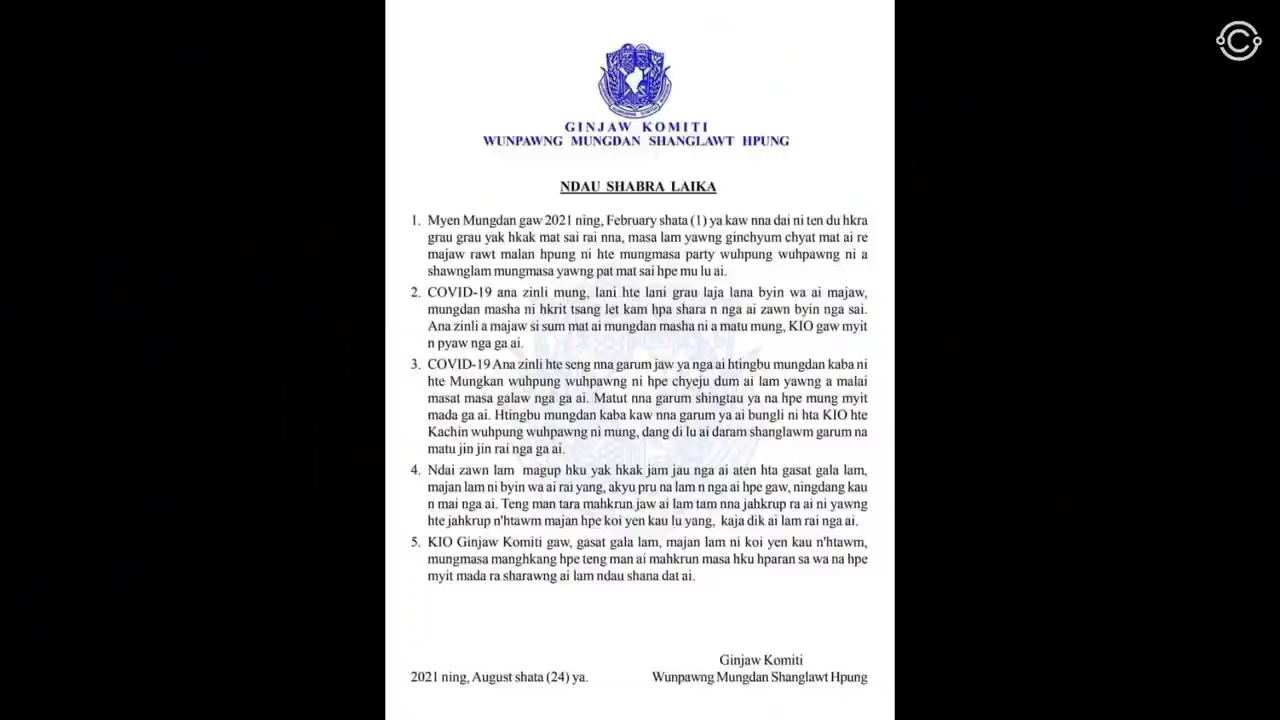 GINJAW KOMITI
WUNPAWNG MUNGDAN SHANGLAWT HPUNG
NDAU SHABRA LAIKA
1. Myen Mungdan gaw 2021 ning, February shata (1) ya kaw nna dai ni ten du hkra
grau grau yak hkak mat sai rai nna, masa lam yawng ginchyum chyat mat ai re
majaw rawt malan hpung ni hte mungmasa party wuhpung wuhpawng ni a
shawnglam mungmasa yawng pat mat sai hpe mu lu ai.
2. COVID-19 ana zinli mung, lani hte lani grau laja lana byin wa ai majaw,
mungdan masha ni hkrit tsang let kam hpa shara n nga ai zawn byin nga sai.
Ana zinli a majaw si sum mat ai mungdan masha ni a matu mung, KIO gaw myit
n pyaw nga ga ai.
3. COVID-19 Ana zinli hte seng nna garum jaw ya nga ai htingbu mungdan kaba ni
hte Mungkan wuhpung wuhpawng ni hpe chyeju dum ai lam yawng a malai
masat masa galaw nga ga ai. Matut nna garum shingtau ya na hpe mung myit
mada ga ai. Htingbu mungdan kaba kaw nna garum ya ai bungli ni hta KIO hte
Kachin wuhpung wuhpawng ni mung, dang di lu ai daram shanglawm garum na
matu jin jin rai nga ga ai.
4. Ndai zawn lam magup hku yak hkak jam jau nga ai aten hta gasat gala lam,
majan lam ni byin wa ai rai yang, akyu pru na lam n nga ai hpe gaw, ningdang kau
n mai nga ai. Teng man tara mahkrun jaw ai lam tam nna jahkrup ra ai ni yawng
hte jahkrup n'htawm majan hpe koi yen kau lu yang, kaja dik ai lam rai nga ai.
5. KIO Ginjaw Komiti gaw, gasat gala lam, majan lam ni koi yen kau n'htawm,
mungmasa manghkang hpe teng man ai mahkrun masa hku hparan sa wa na hpe
myit mada ra sharawng ai lam ndau shana dat ai.
Ginjaw Komiti
2021 ning, August shata (24) ya. Wunpawng Mungdan Shanglawt Hpung